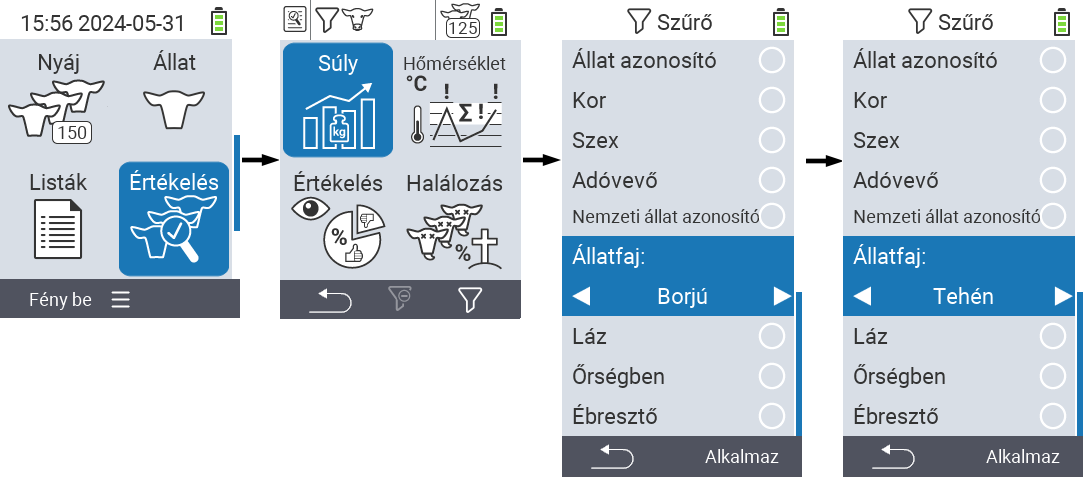 15:56 2024-05-31
Nyáj
Állat
150
Listák
Értékelés
Fény be
125
Súly
kg
Hőmérséklet
°C
! !
Σ !
Értékelés
Halálozás
%
%
Szűrő
Állat azonosító
Kor
Szex
Adóvevő
Nemzeti állat azonosító
Állatfaj:
Borjú
Láz
Őrségben
Ébresztő
Alkalmaz
Szűrő
Állat azonosító
Kor
Szex
Adóvevő
Nemzeti állat azonosító
Állatfaj:
Tehén
Láz
Őrségben
Ébresztő
Alkalmaz